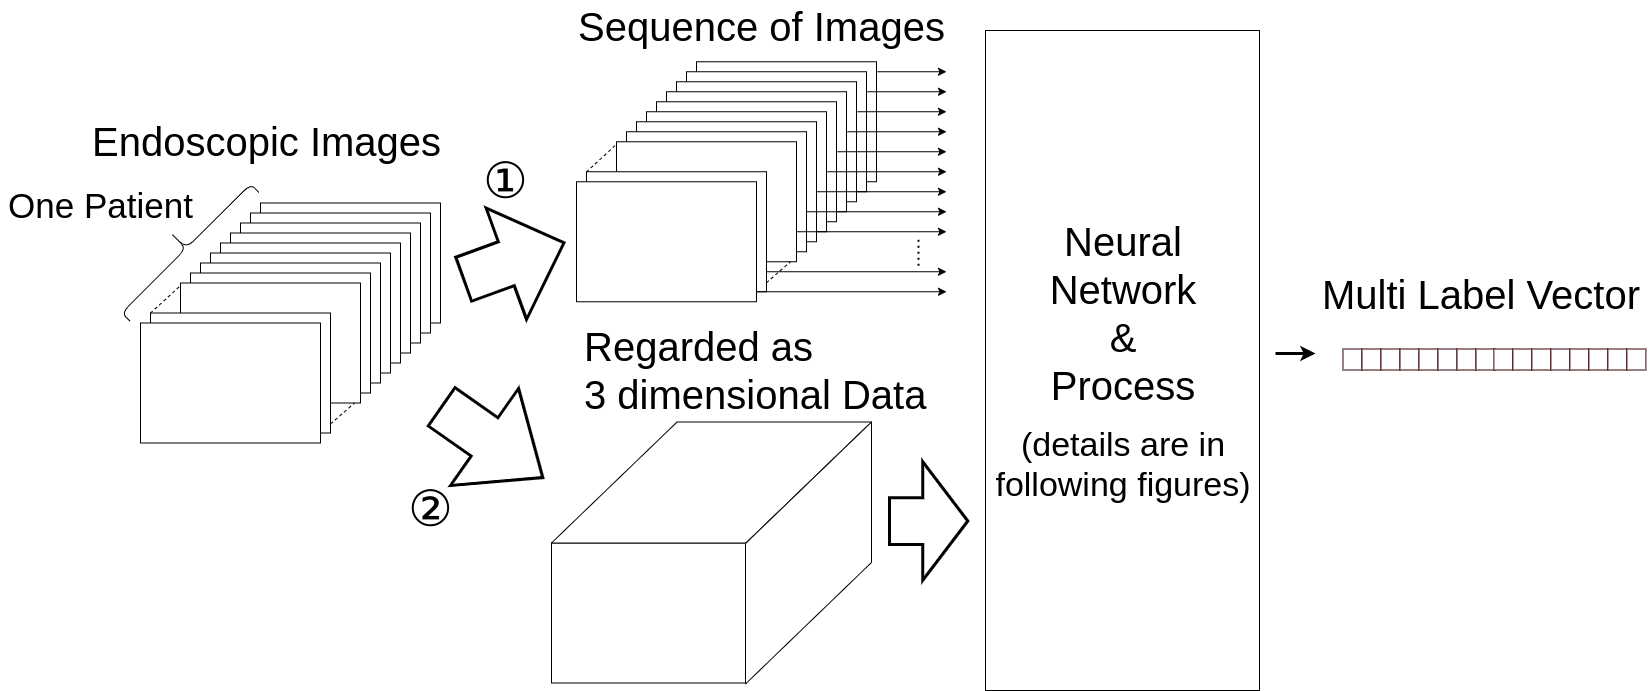 Sequence of Images
Endoscopic Images
One Patient
①
Regarded as
3 dimensional Data
②
Neural
Network
&
Process
(details are in
following figures)
Multi Label Vector